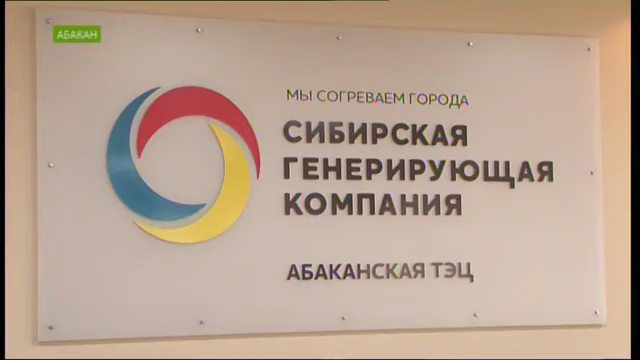 АБАКАН
МЫ СОГРЕВАЕМ ГОРОДА
СИБИРСКАЯ
ГЕНЕРИРУЮЩАЯ
КОМПАНИЯ
АБАКАНСКАЯ ТЭЦ